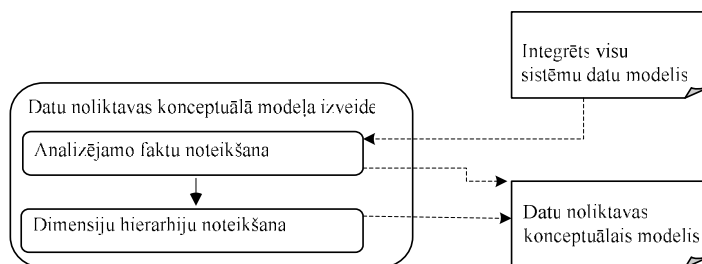 Integrēts visu
sistēmu datu modelis
Datu noliktavas konceptuālā modeļa izveide
Analizējamo faktu noteikšana
Dimensiju hierarhiju noteikšana
Datu noliktavas
konceptuālais modelis